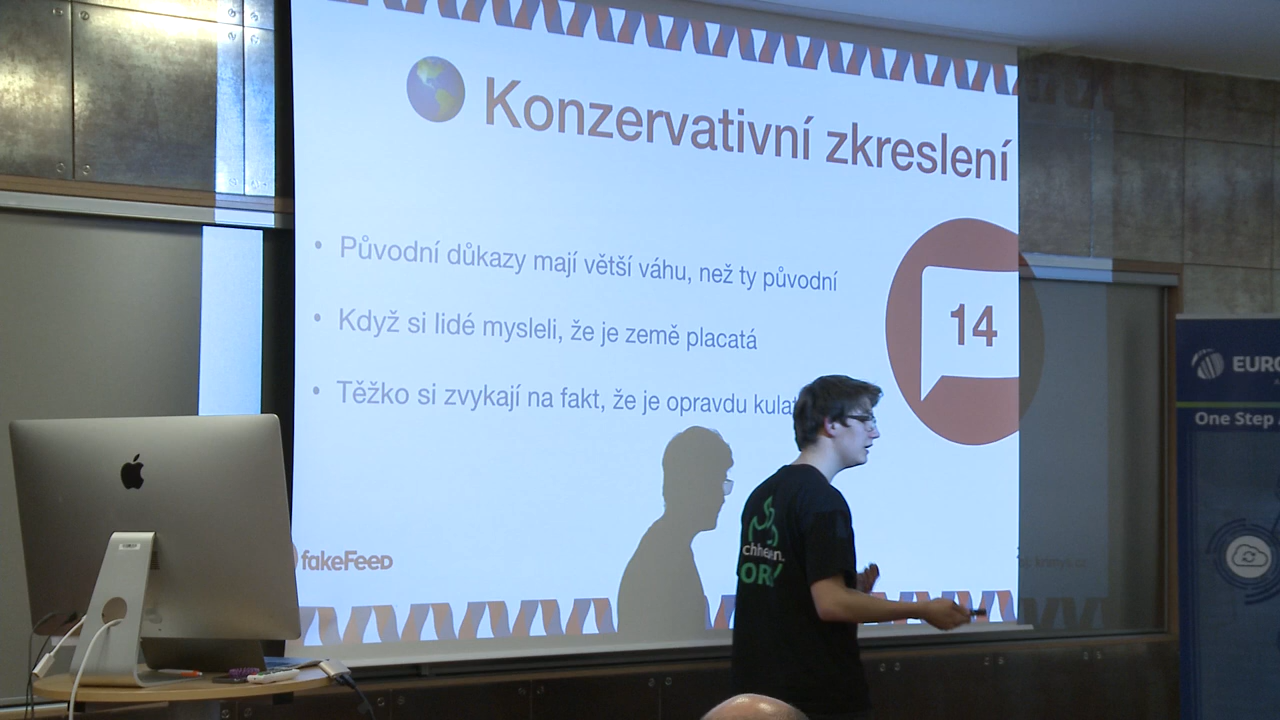 Konzervativní zkreslení
• Původní důkazy mají větší váhu, než ty původní
• Když si lidé mysleli, že je země placatá
• Těžko si zvykají na fakt, že je opravdu
14
fakeFeed
EURO
One Step